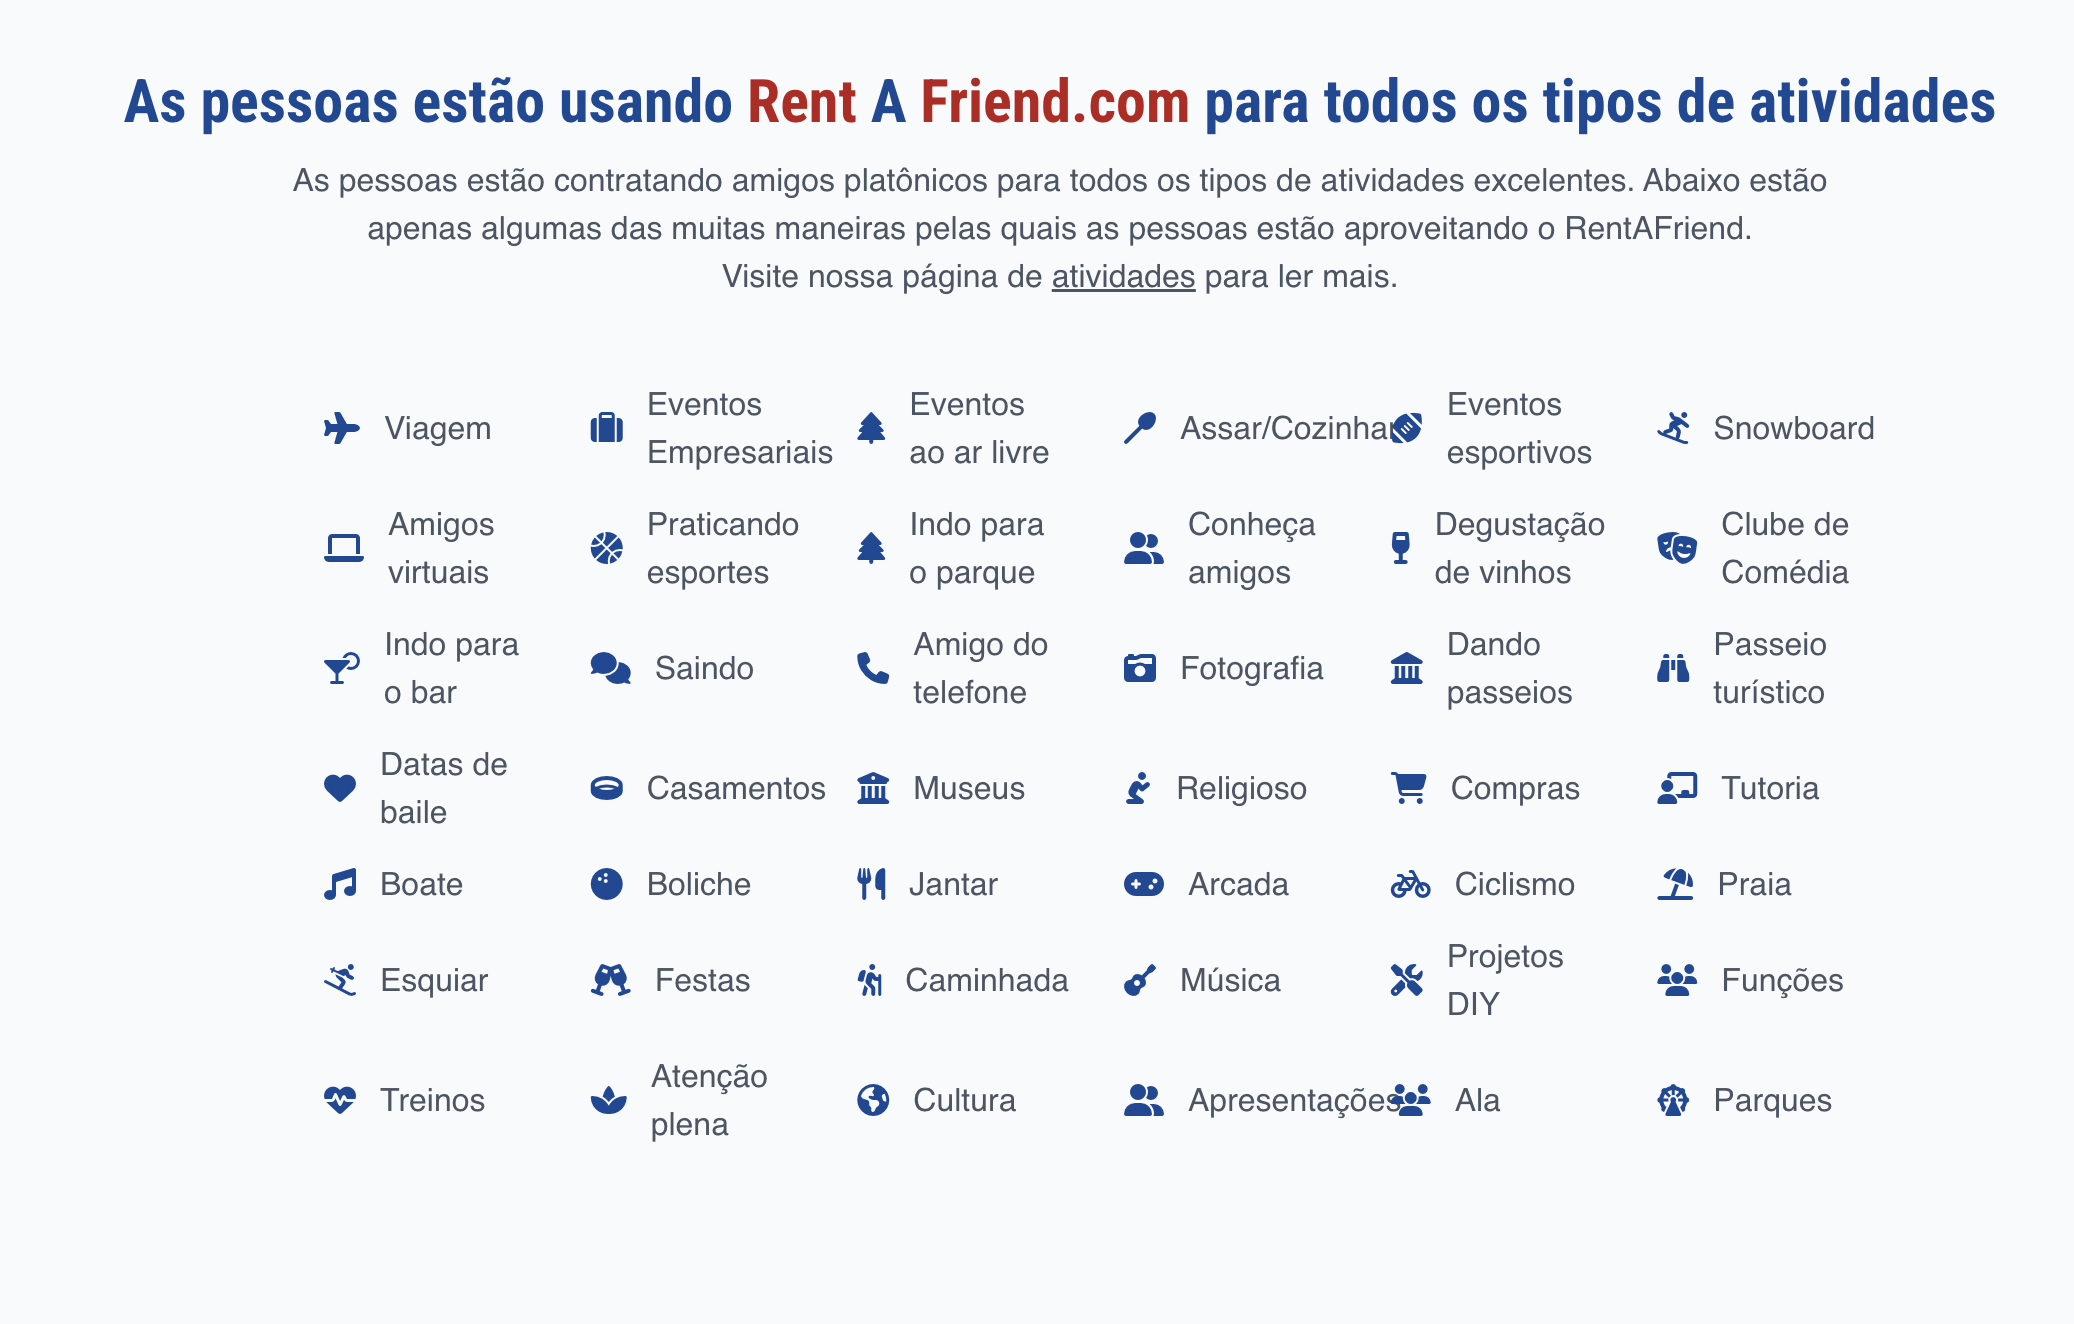 As pessoas estão usando Rent A Friend.com para todos os tipos de atividades
As pessoas estão contratando amigos platônicos para todos os tipos de atividades excelentes. Abaixo estão
apenas algumas das muitas maneiras pelas quais as pessoas estão aproveitando o RentAFriend.
Visite nossa página de atividades para ler mais.
Viagem
Eventos
Empresariais
Eventos
ao ar livre
Assar/Cozinhar
Eventos
esportivos
Snowboard
Amigos
virtuais
Praticando
esportes
Indo para
o parque
Conheça
amigos
Degustação
de vinhos
Clube de
Comédia
Indo para
o bar
Saindo
Amigo do
telefone
Fotografia
Dando
passeios
Passeio
turístico
Datas de
baile
Casamentos
Museus
Religioso
Compras
Tutoria
Boate
Boliche
Jantar
Arcada
Ciclismo
Praia
Esquiar
Festas
Caminhada
Música
Projetos
DIY
Funções
Treinos
Atenção
plena
Cultura
Apresentações
Ala
Parques